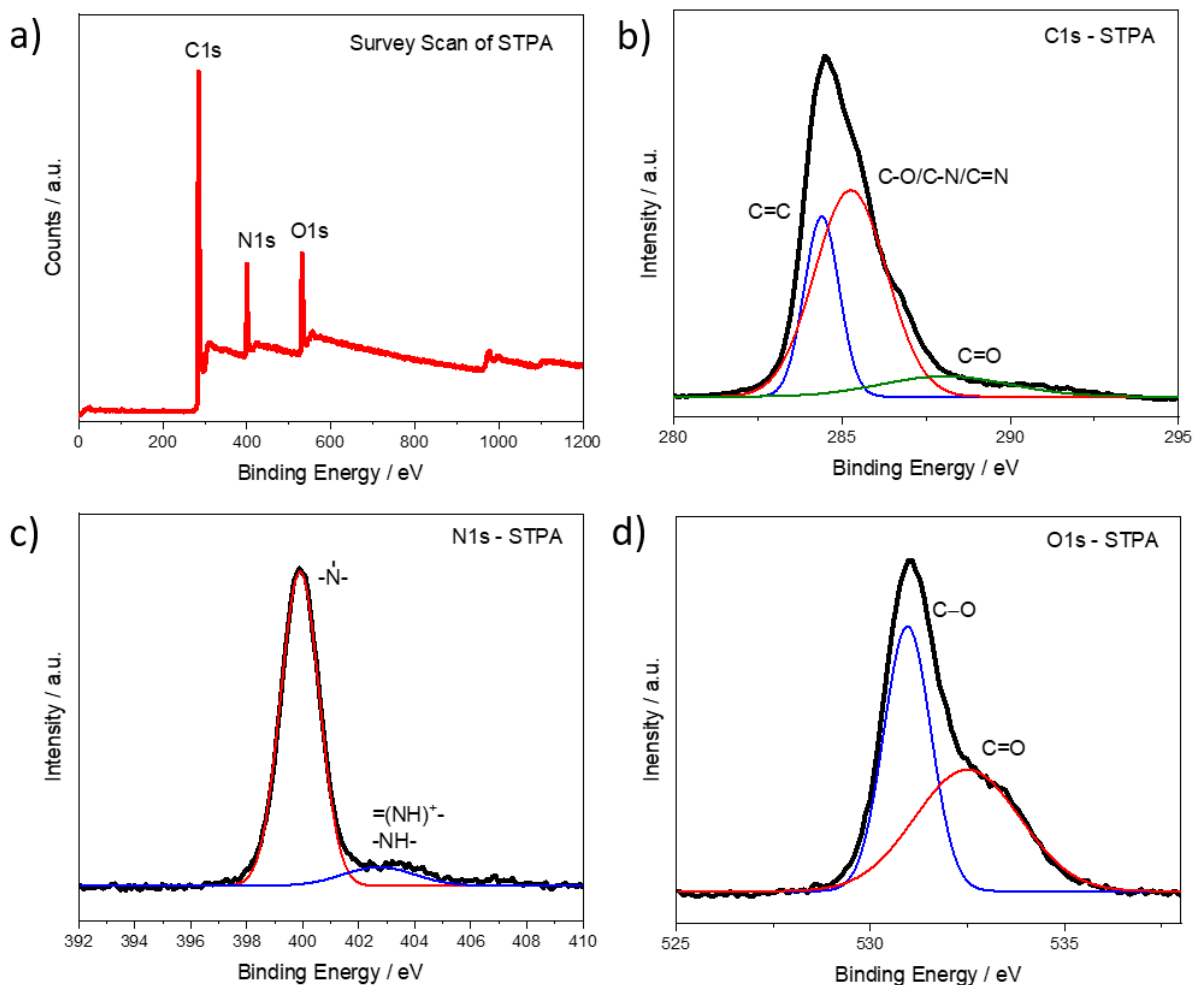 a)
Survey Scan of STPA
C1s
N1s
O1s
Counts / a.u.
0 200 400 600 800 1000 1200
Binding Energy / eV
b)
C1s - STPA
C=C
C-O/C-N/C=N
C=O
Intensity / a.u.
280 285 290 295
Binding Energy / eV
c)
N1s - STPA
-N-
=(NH)+-
-NH-
Intensity / a.u.
392 394 396 398 400 402 404 406 408 410
Binding Energy / eV
d)
O1s - STPA
C–O
C=O
Inensity / a.u.
525 530 535
Binding Energy / eV